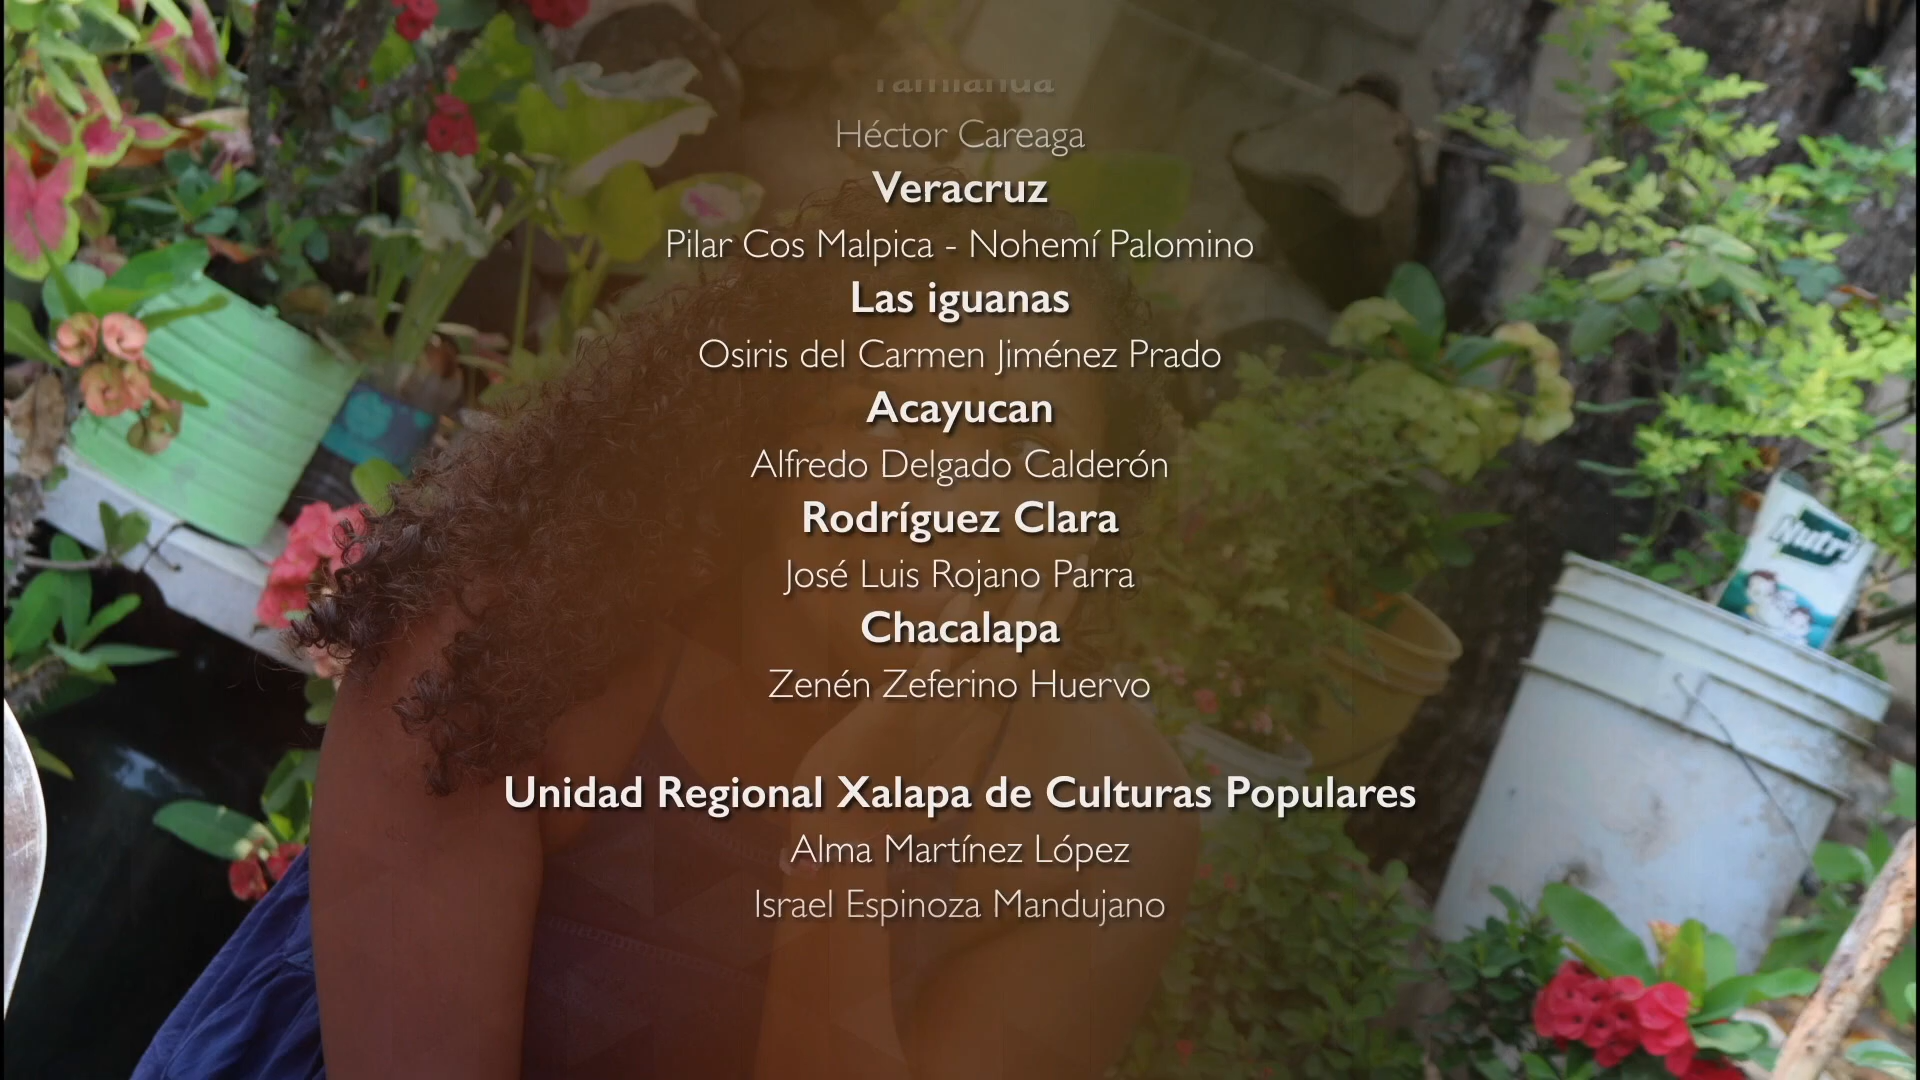 Héctor Careaga
Veracruz
Pilar Cos Malpica - Nohemí Palomino
Las iguanas
Osiris del Carmen Jiménez Prado
Acayucan
Alfredo Delgado Calderón
Rodríguez Clara
José Luis Rojano Parra
Chacalapa
Zenén Zeferino Huervo
Unidad Regional Xalapa de Culturas Populares
Alma Martínez López
Israel Espinoza Mandujano
Nutri